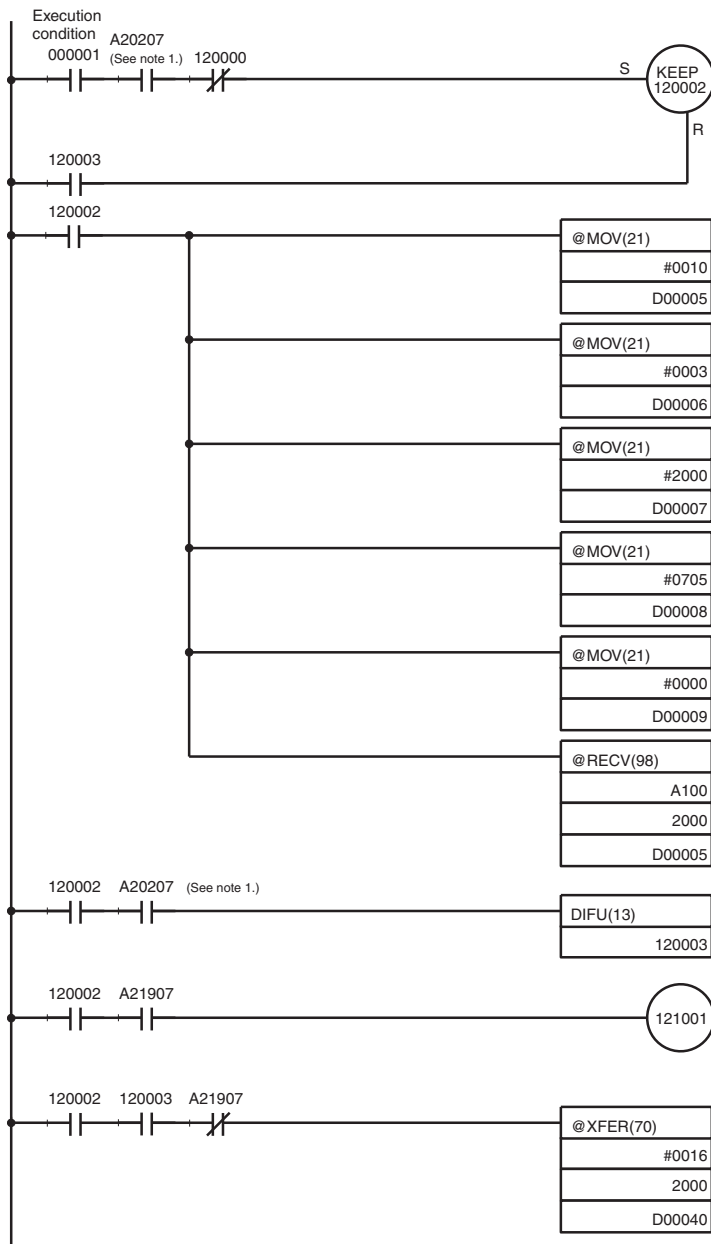 Execution
condition
000001
A20207
(See note 1.)
120000
S
KEEP
120002
R
120003
120002
@MOV(21)
#0010
D00005
@MOV(21)
#0003
D00006
@MOV(21)
#2000
D00007
@MOV(21)
#0705
D00008
@MOV(21)
#0000
D00009
@RECV(98)
A100
2000
D00005
120002 A20207 (See note 1.)
DIFU(13)
120003
120002 A21907
121001
120002 120003 A21907
@XFER(70)
#0016
2000
D00040